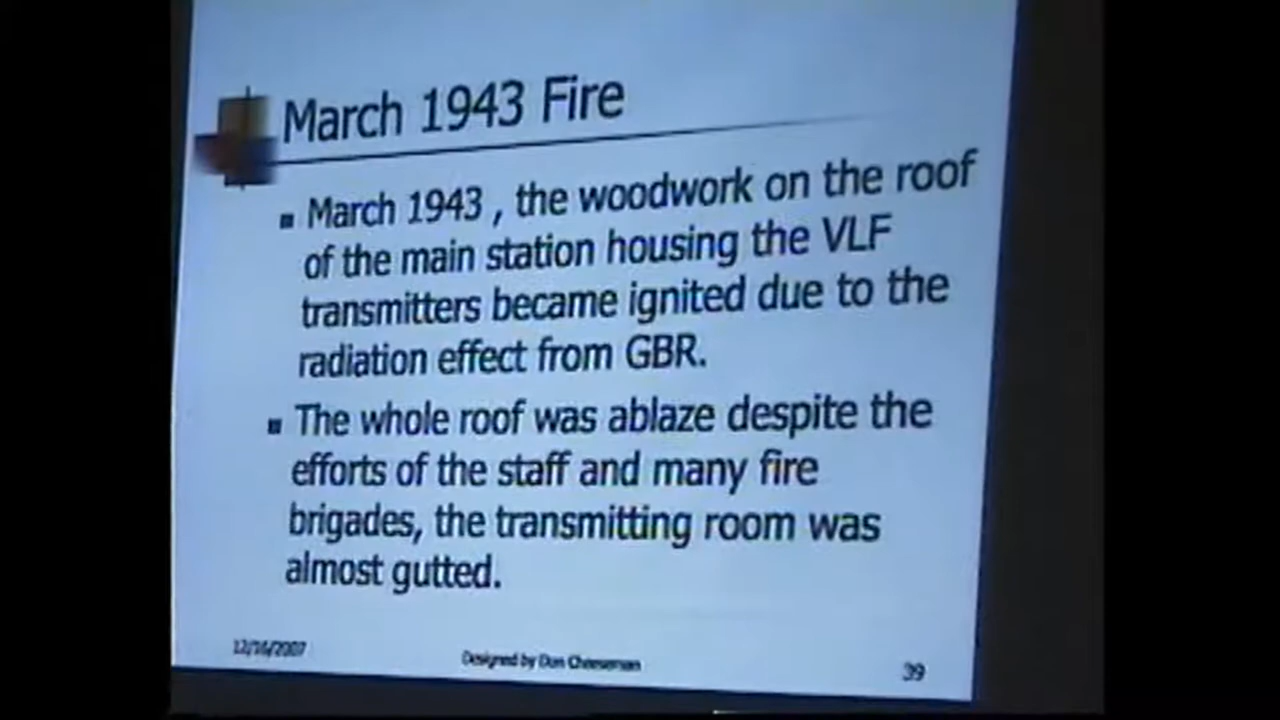 March 1943 Fire
March 1943 , the woodwork on the roof
of the main station housing the VLF
transmitters became ignited due to the
radiation effect from GBR.
The whole roof was ablaze despite the
efforts of the staff and many fire
brigades, the transmitting room was
almost gutted.
12/16/2007
Designed by Don Cheeseman
39